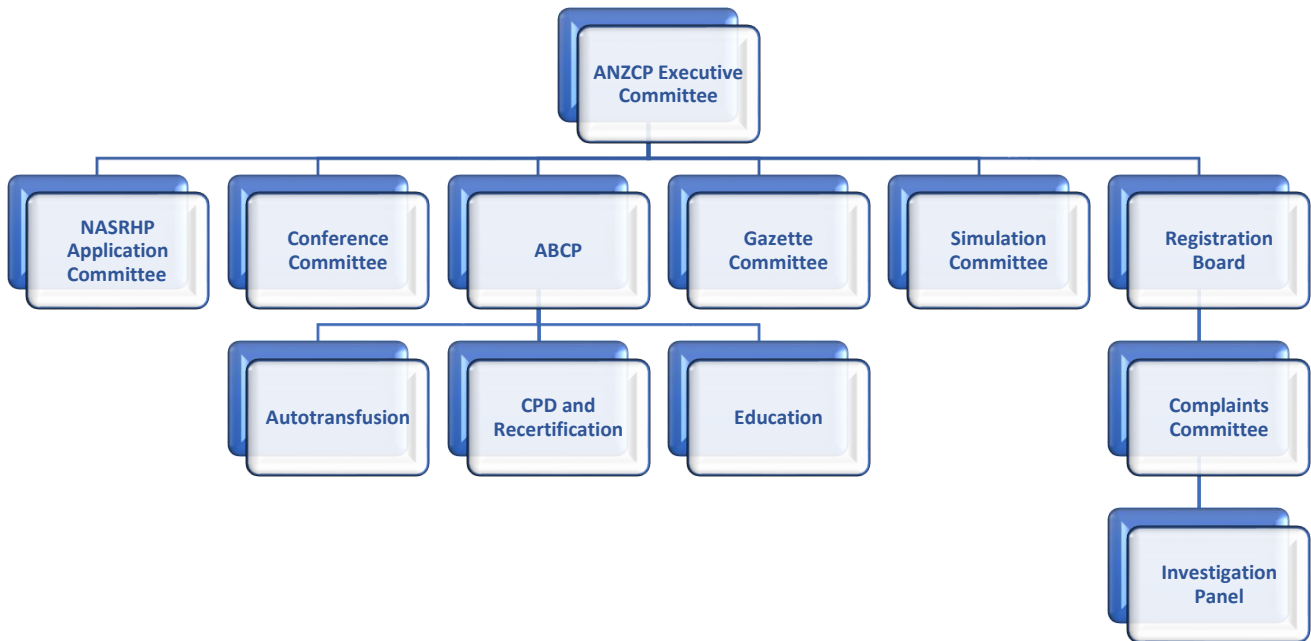 ANZCP Executive
Committee
NASRHP
Application
Committee
Conference
Committee
ABCP
Gazette
Committee
Simulation
Committee
Registration
Board
Autotransfusion
CPD and
Recertification
Education
Complaints
Committee
Investigation
Panel